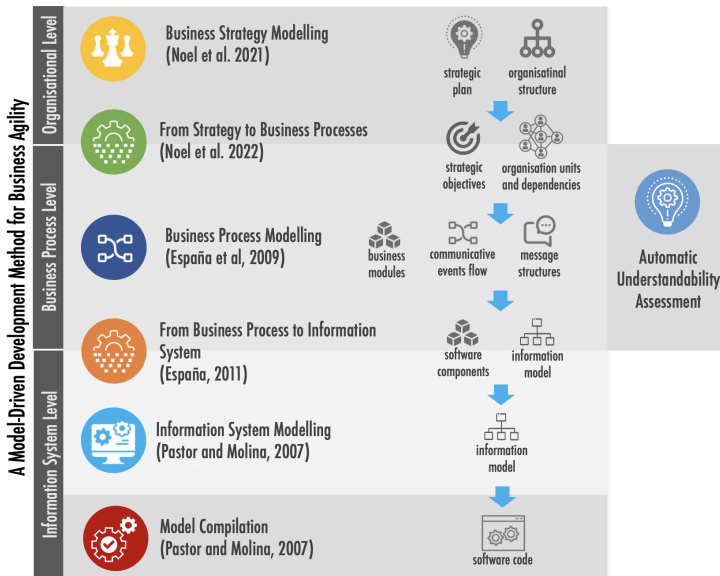 A Model-Driven Development Method for Business Agility
Organisational Level
Business Process Level
Information System Level
Business Strategy Modelling
(Noel et al. 2021)
strategic
plan
organisatinal
structure
From Strategy to Business Processes
(Noel et al. 2022)
strategic
objectives
organisation units
and dependencies
Business Process Modelling
(España et al, 2009)
business
modules
communicative
events flow
message
structures
Automatic
Understandability
Assessment
From Business Process to Information
System
(España, 2011)
software
components
information
model
Information System Modelling
(Pastor and Molina, 2007)
information
model
Model Compilation
(Pastor and Molina, 2007)
software code